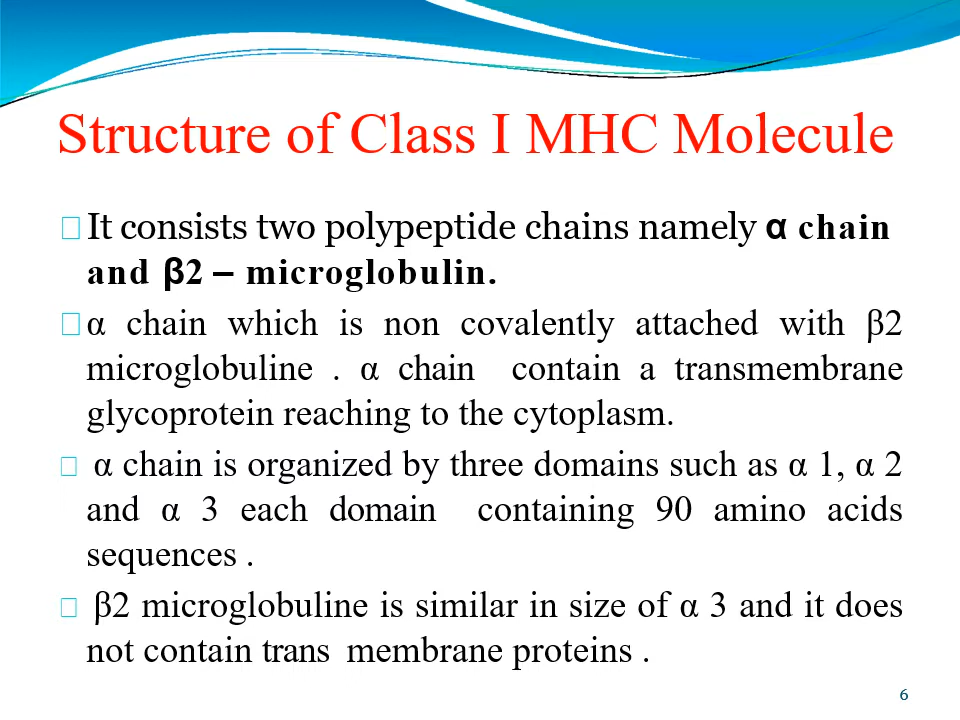 Structure of Class I MHC Molecule
It consists two polypeptide chains namely α chain
and β2 – microglobulin.
α chain which is non covalently attached with β2
microglobuline . α chain contain a transmembrane
glycoprotein reaching to the cytoplasm.
α chain is organized by three domains such as α 1, α 2
and α 3 each domain containing 90 amino acids
sequences .
β2 microglobuline is similar in size of α 3 and it does
not contain trans membrane proteins .
6